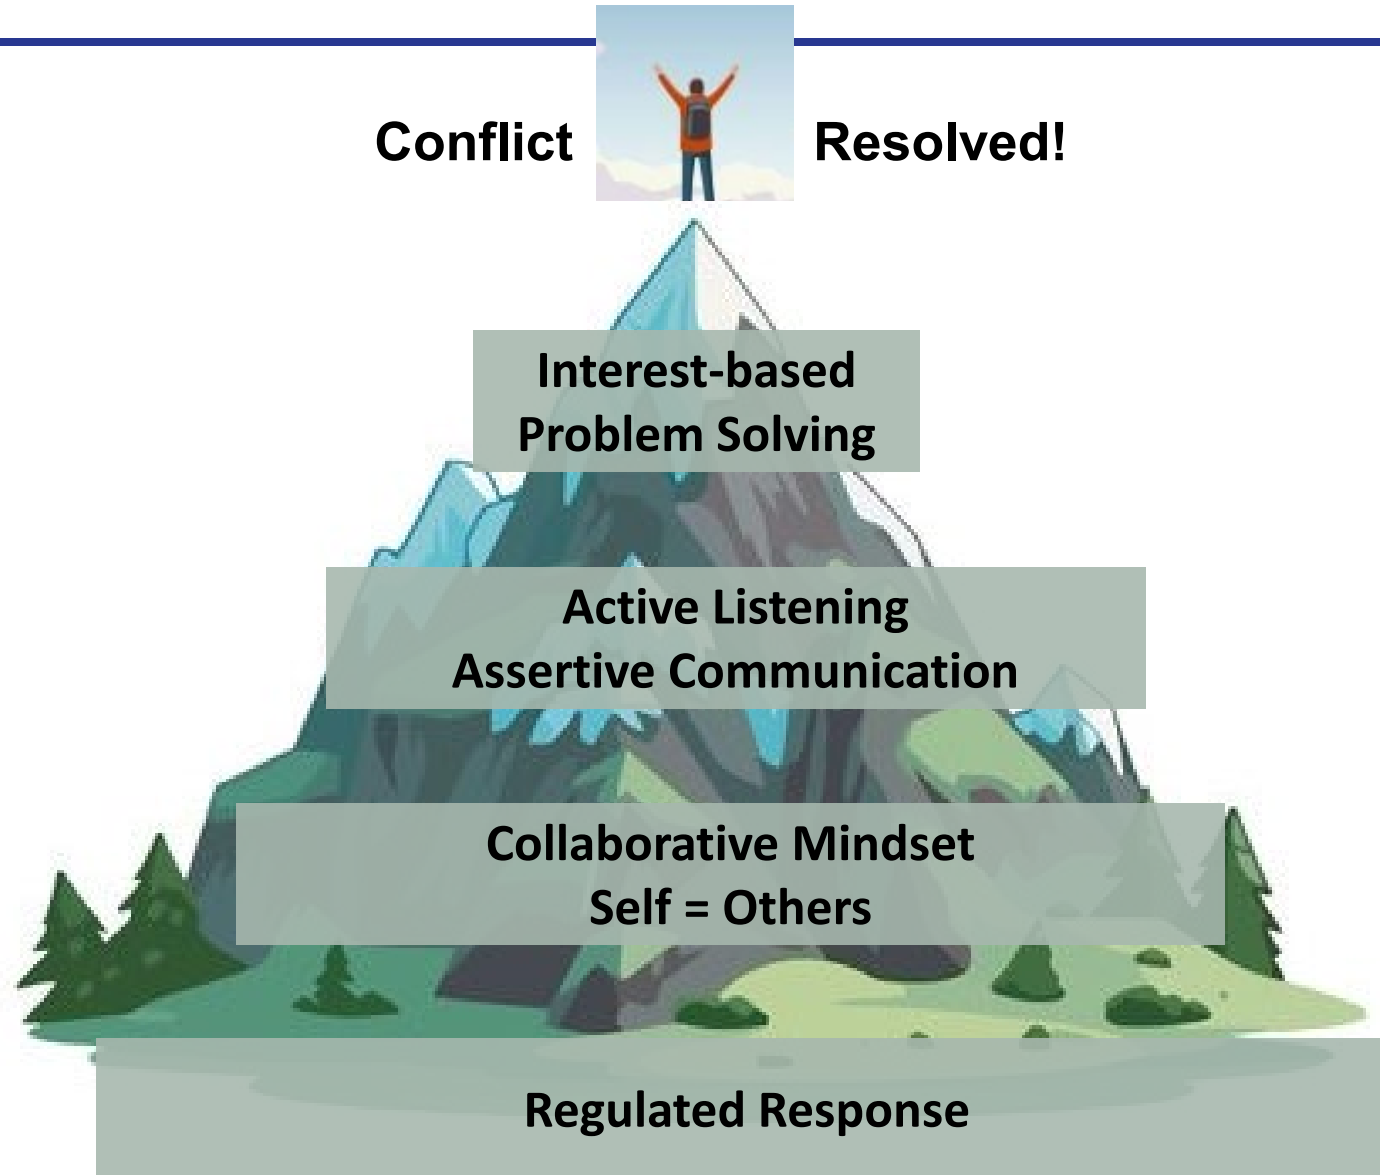 Conflict Resolved!
Interest-based
Problem Solving
Active Listening
Assertive Communication
Collaborative Mindset
Self = Others
Regulated Response